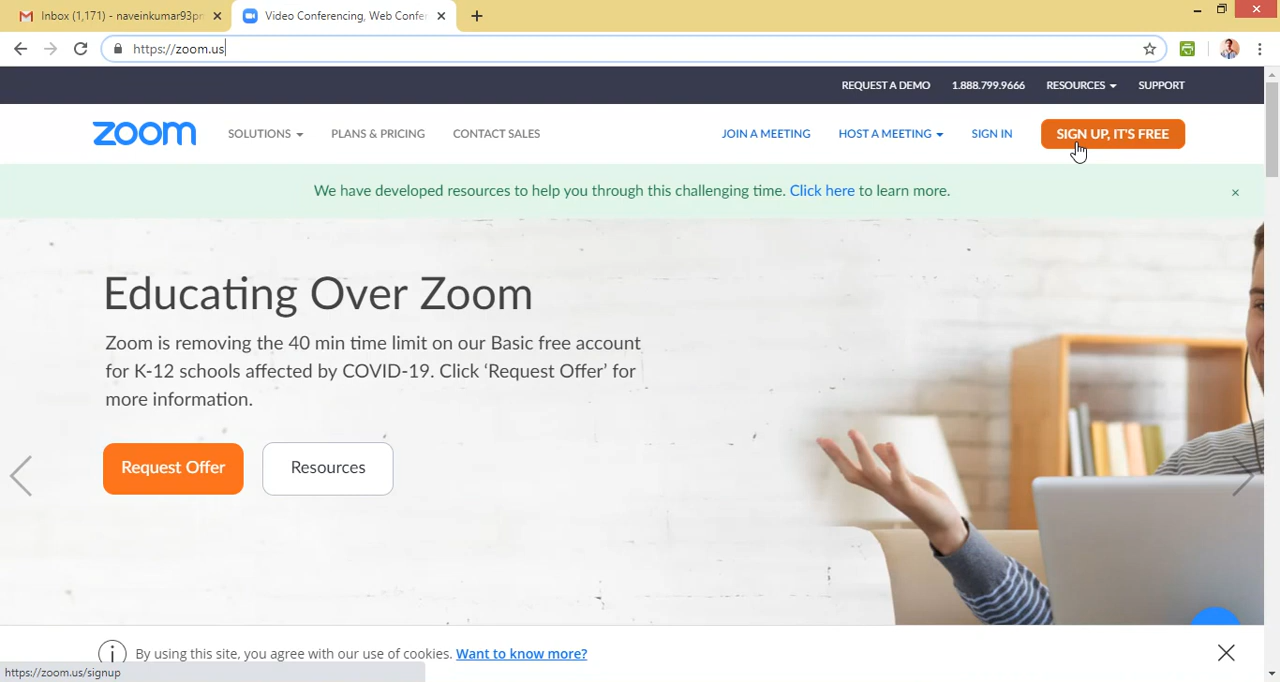 Inbox (1,171) - naveinkumar93pr
Video Conferencing, Web Confer
https://zoom.us
REQUEST A DEMO 1.888.799.9666 RESOURCES SUPPORT
zoom SOLUTIONS PLANS & PRICING CONTACT SALES JOIN A MEETING HOST A MEETING SIGN IN SIGN UP, IT'S FREE
We have developed resources to help you through this challenging time. Click here to learn more.
Educating Over Zoom
Zoom is removing the 40 min time limit on our Basic free account
for K-12 schools affected by COVID-19. Click ‘Request Offer’ for
more information.
Request Offer Resources
By using this site, you agree with our use of cookies. Want to know more?
https://zoom.us/signup